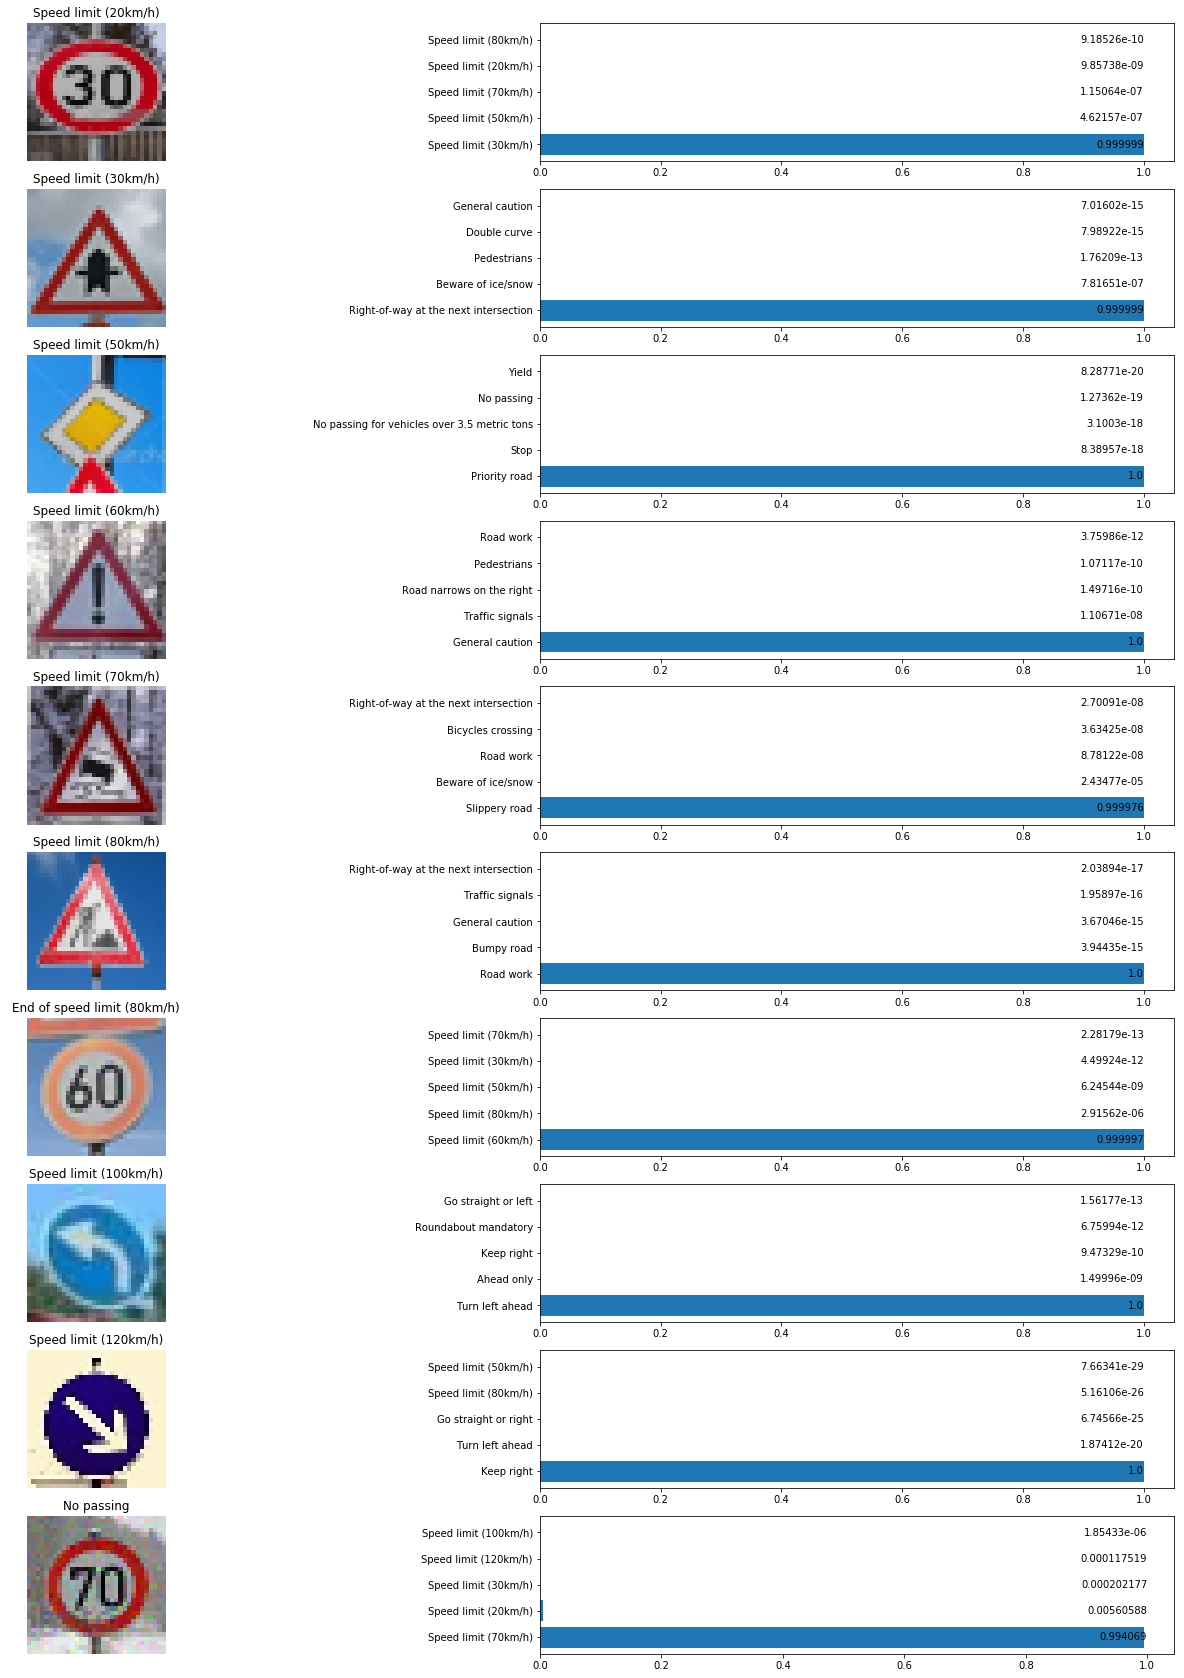 Speed limit (20km/h)
30
Speed limit (80km/h) 9.18526e-10
Speed limit (20km/h) 9.85738e-09
Speed limit (70km/h) 1.15064e-07
Speed limit (50km/h) 4.62157e-07
Speed limit (30km/h) 0.999999
0.0 0.2 0.4 0.6 0.8 1.0
Speed limit (30km/h)
General caution 7.01602e-15
Double curve 7.98922e-15
Pedestrians 1.76209e-13
Beware of ice/snow 7.81651e-07
Right-of-way at the next intersection 0.999999
0.0 0.2 0.4 0.6 0.8 1.0
Speed limit (50km/h)
Yield 8.28771e-20
No passing 1.27362e-19
No passing for vehicles over 3.5 metric tons 3.1003e-18
Stop 8.38957e-18
Priority road 1.0
0.0 0.2 0.4 0.6 0.8 1.0
Speed limit (60km/h)
Road work 3.75986e-12
Pedestrians 1.07117e-10
Road narrows on the right 1.49716e-10
Traffic signals 1.10671e-08
General caution 1.0
0.0 0.2 0.4 0.6 0.8 1.0
Speed limit (70km/h)
Right-of-way at the next intersection 2.70091e-08
Bicycles crossing 3.63425e-08
Road work 8.78122e-08
Beware of ice/snow 2.43477e-05
Slippery road 0.999976
0.0 0.2 0.4 0.6 0.8 1.0
Speed limit (80km/h)
Right-of-way at the next intersection 2.03894e-17
Traffic signals 1.95897e-16
General caution 3.67046e-15
Bumpy road 3.94435e-15
Road work 1.0
0.0 0.2 0.4 0.6 0.8 1.0
End of speed limit (80km/h)
60
Speed limit (70km/h) 2.28179e-13
Speed limit (30km/h) 4.49924e-12
Speed limit (50km/h) 6.24544e-09
Speed limit (80km/h) 2.91562e-06
Speed limit (60km/h) 0.999997
0.0 0.2 0.4 0.6 0.8 1.0
Speed limit (100km/h)
Go straight or left 1.56177e-13
Roundabout mandatory 6.75994e-12
Keep right 9.47329e-10
Ahead only 1.49996e-09
Turn left ahead 1.0
0.0 0.2 0.4 0.6 0.8 1.0
Speed limit (120km/h)
Speed limit (50km/h) 7.66341e-29
Speed limit (80km/h) 5.16106e-26
Go straight or right 6.74566e-25
Turn left ahead 1.87412e-20
Keep right 1.0
0.0 0.2 0.4 0.6 0.8 1.0
No passing
70
Speed limit (100km/h) 1.85433e-06
Speed limit (120km/h) 0.000117519
Speed limit (30km/h) 0.000202177
Speed limit (20km/h) 0.00560588
Speed limit (70km/h) 0.994069
0.0 0.2 0.4 0.6 0.8 1.0